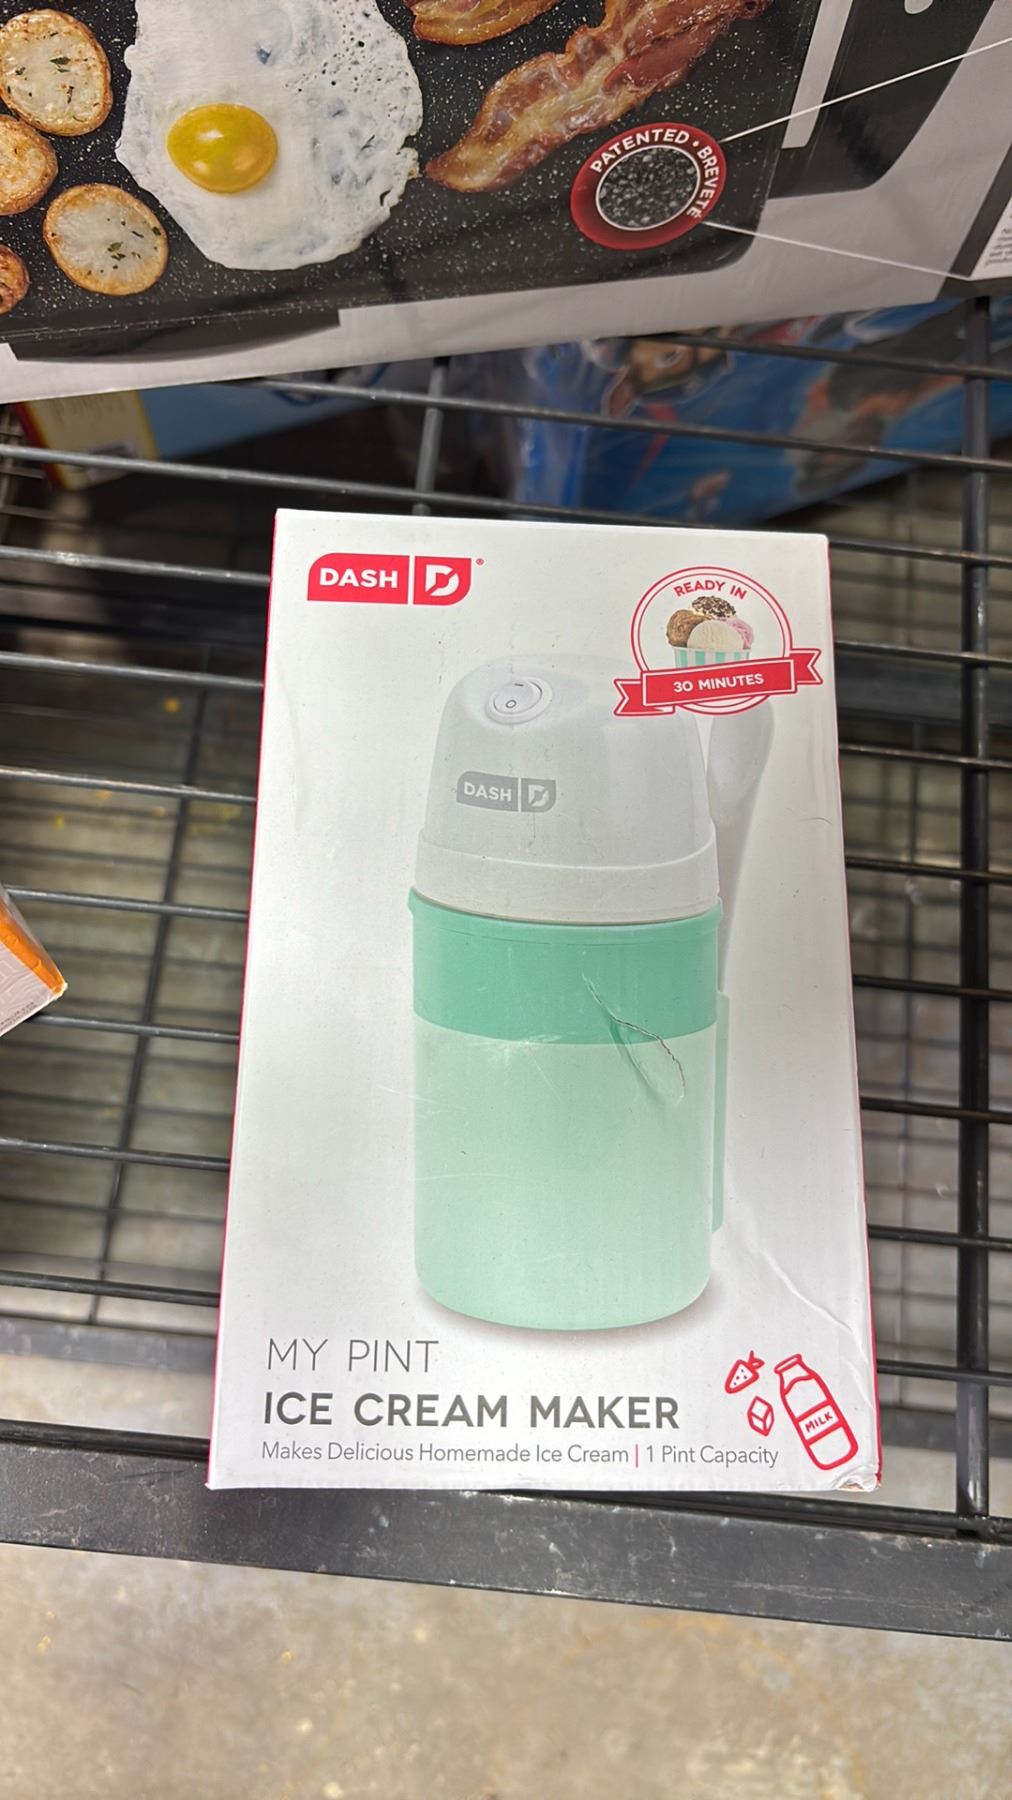 PATENTED • BREVETÉ
DASH D®
READY IN
30 MINUTES
DASH D
MY PINT
ICE CREAM MAKER
Makes Delicious Homemade Ice Cream | 1 Pint Capacity
MILK